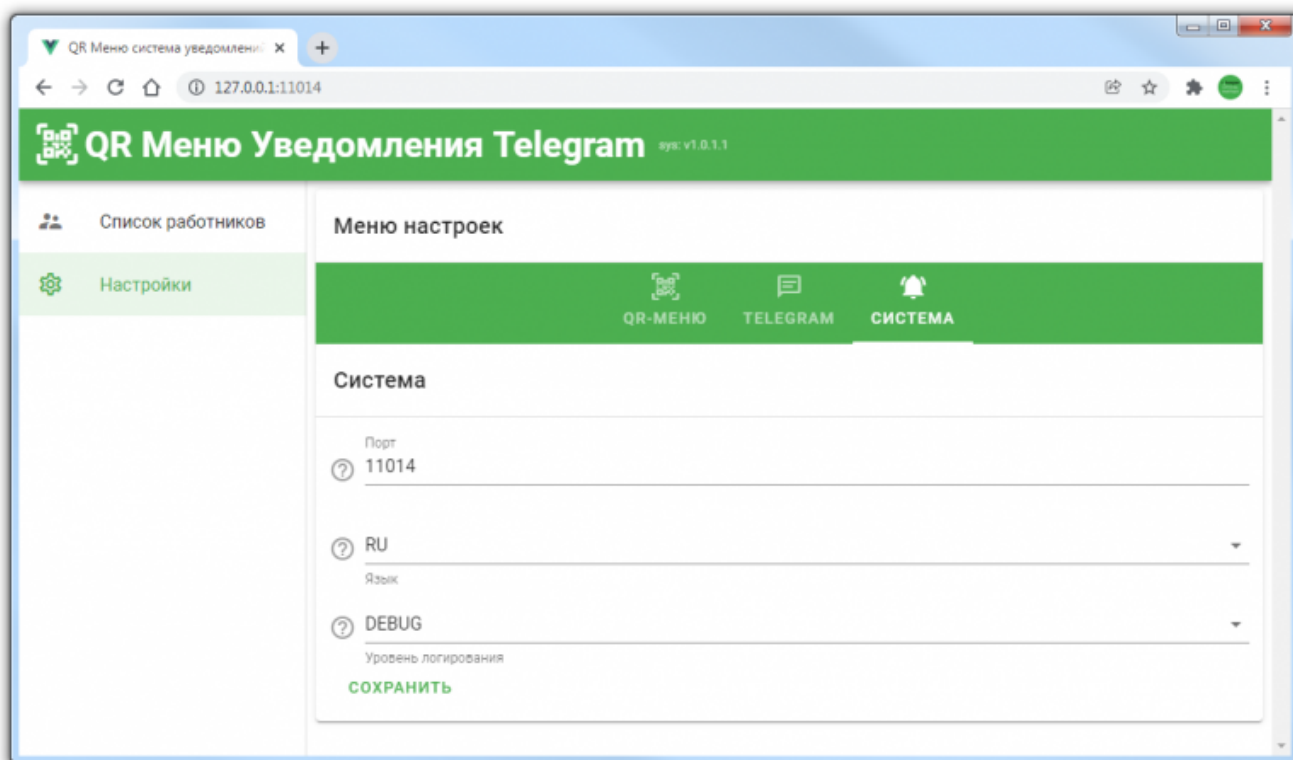 QR Меню система уведомлений
127.0.0.1:11014
QR Меню Уведомления Telegram sys: v1.0.1.1
Список работников
Настройки
Меню настроек
QR-МЕНЮ TELEGRAM СИСТЕМА
Система
Порт
11014
RU
Язык
DEBUG
Уровень логирования
СОХРАНИТЬ